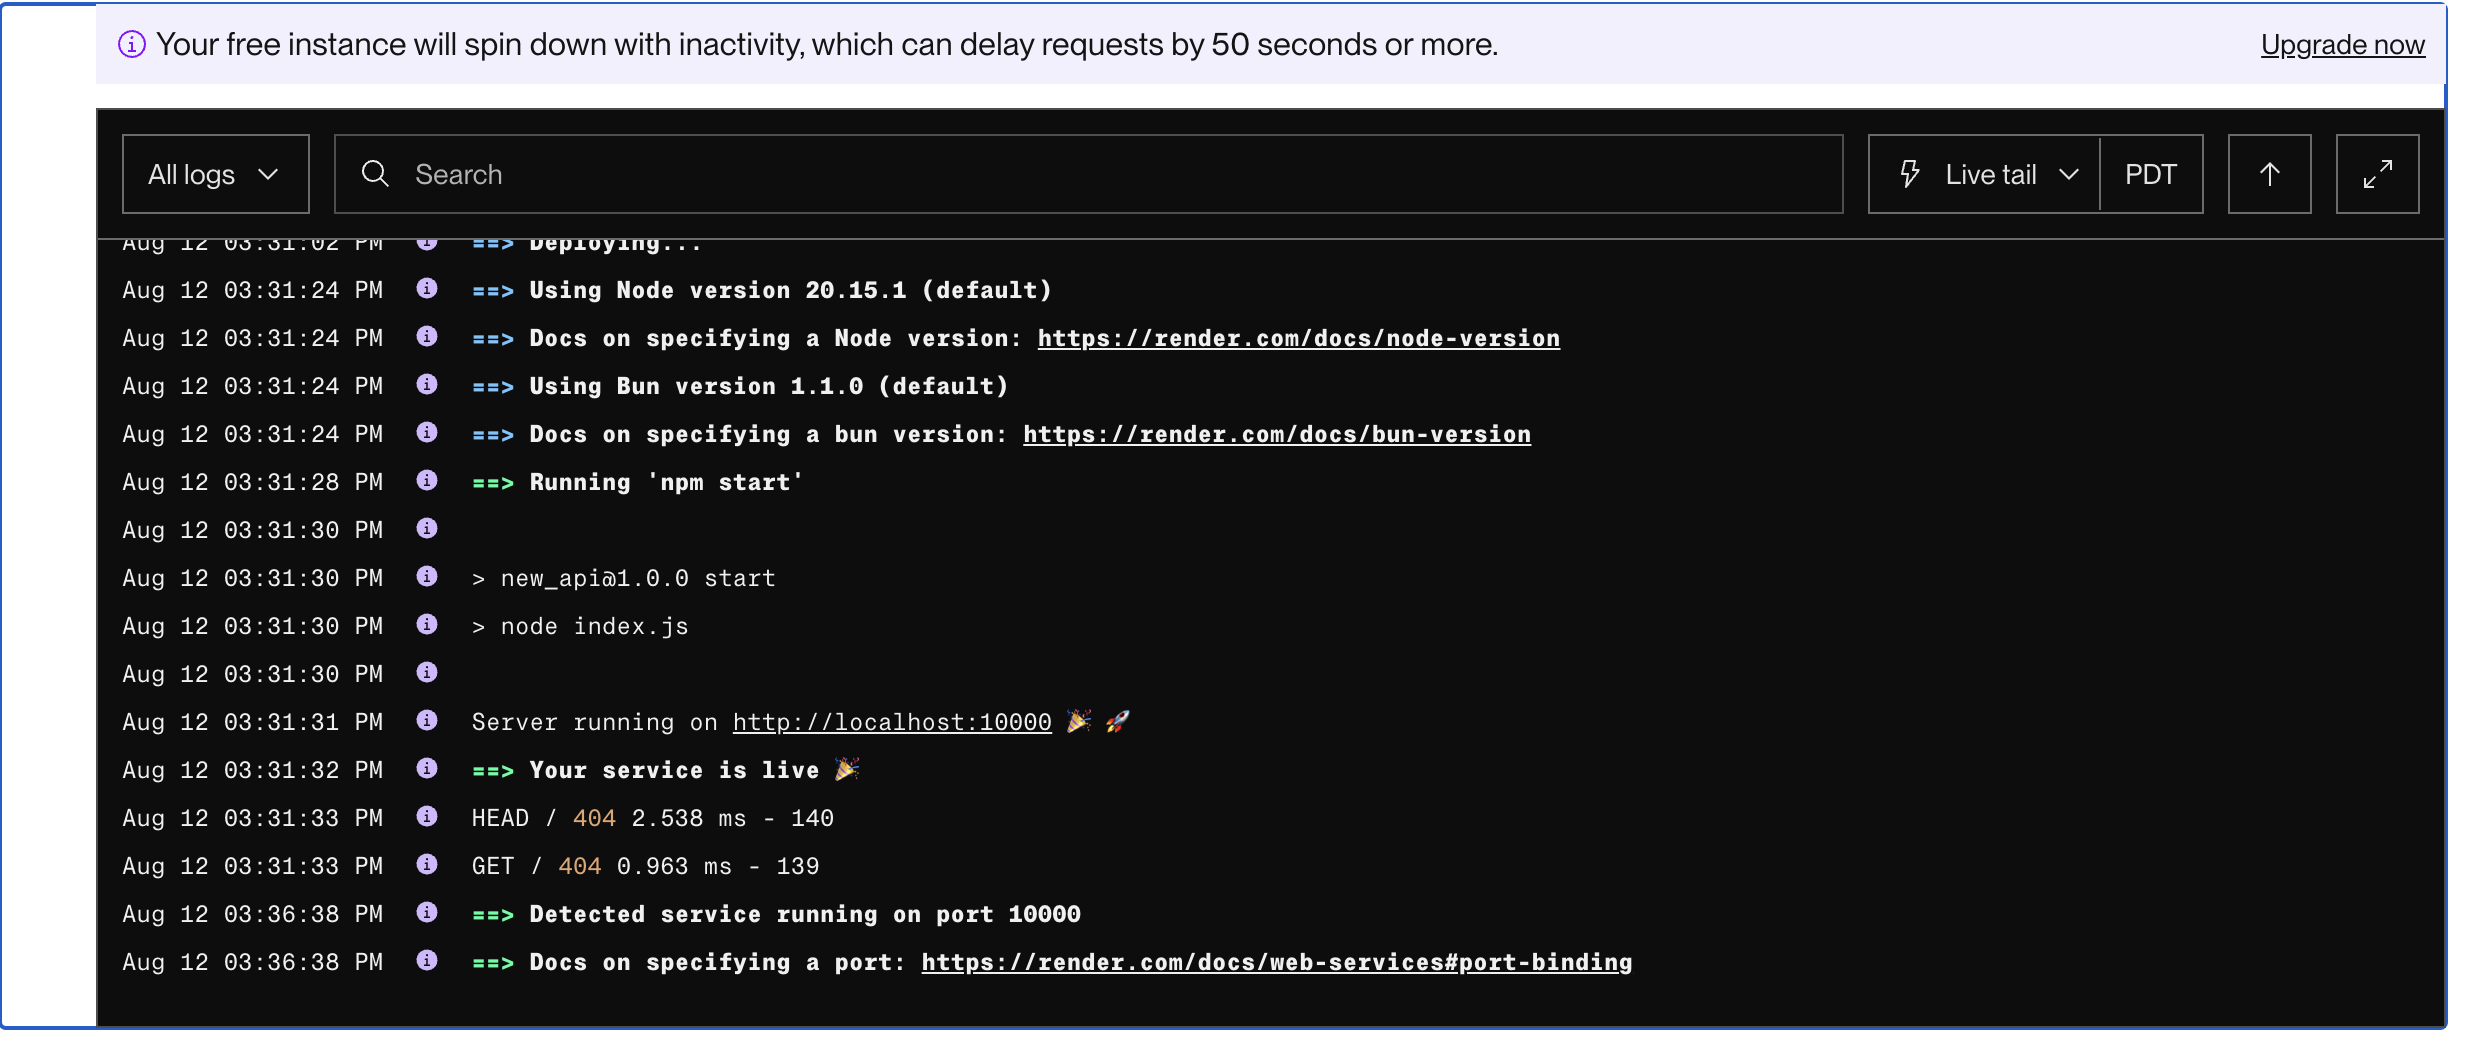 Your free instance will spin down with inactivity, which can delay requests by 50 seconds or more. Upgrade now
All logs Search Live tail PDT
Aug 12 03:31:02 PM ==> Deploying...
Aug 12 03:31:24 PM ==> Using Node version 20.15.1 (default)
Aug 12 03:31:24 PM ==> Docs on specifying a Node version: https://render.com/docs/node-version
Aug 12 03:31:24 PM ==> Using Bun version 1.1.0 (default)
Aug 12 03:31:24 PM ==> Docs on specifying a bun version: https://render.com/docs/bun-version
Aug 12 03:31:28 PM ==> Running 'npm start'
Aug 12 03:31:30 PM
Aug 12 03:31:30 PM > new_api@1.0.0 start
Aug 12 03:31:30 PM > node index.js
Aug 12 03:31:30 PM
Aug 12 03:31:31 PM Server running on http://localhost:10000 🎉 🚀
Aug 12 03:31:32 PM ==> Your service is live 🎉
Aug 12 03:31:33 PM HEAD / 404 2.538 ms - 140
Aug 12 03:31:33 PM GET / 404 0.963 ms - 139
Aug 12 03:36:38 PM ==> Detected service running on port 10000
Aug 12 03:36:38 PM ==> Docs on specifying a port: https://render.com/docs/web-services#port-binding